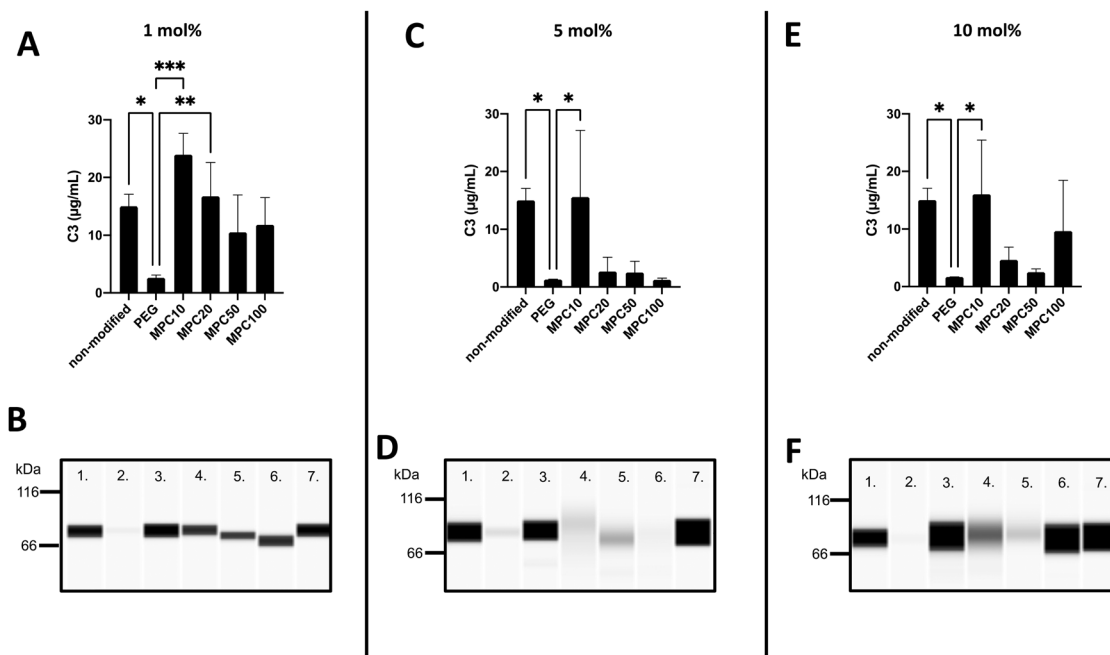 A
1 mol%
***
*
**
30
20
10
0
C3 (µg/mL)
non-modified
PEG
MPC10
MPC20
MPC50
MPC100
B
kDa
116
66
1. 2. 3. 4. 5. 6. 7.
C
5 mol%
* *
30
20
10
0
C3 (µg/mL)
non-modified
PEG
MPC10
MPC20
MPC50
MPC100
D
kDa
116
66
1. 2. 3. 4. 5. 6. 7.
E
10 mol%
* *
30
20
10
0
C3 (µg/mL)
non-modified
PEG
MPC10
MPC20
MPC50
MPC100
F
kDa
116
66
1. 2. 3. 4. 5. 6. 7.